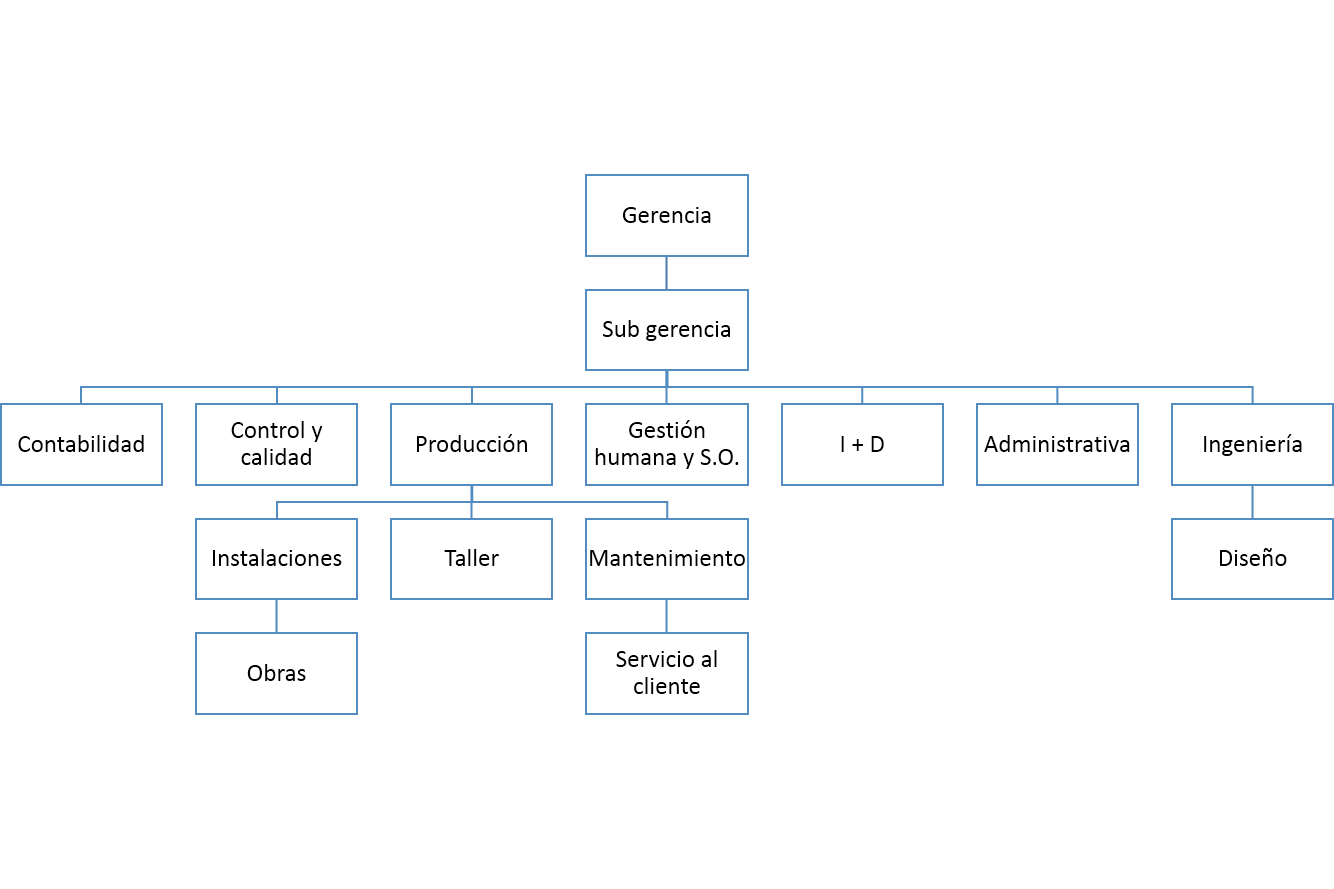 Gerencia
Sub gerencia
Contabilidad
Control y
calidad
Producción
Gestión
humana y S.O.
I + D
Administrativa
Ingeniería
Instalaciones
Taller
Mantenimiento
Diseño
Obras
Servicio al
cliente